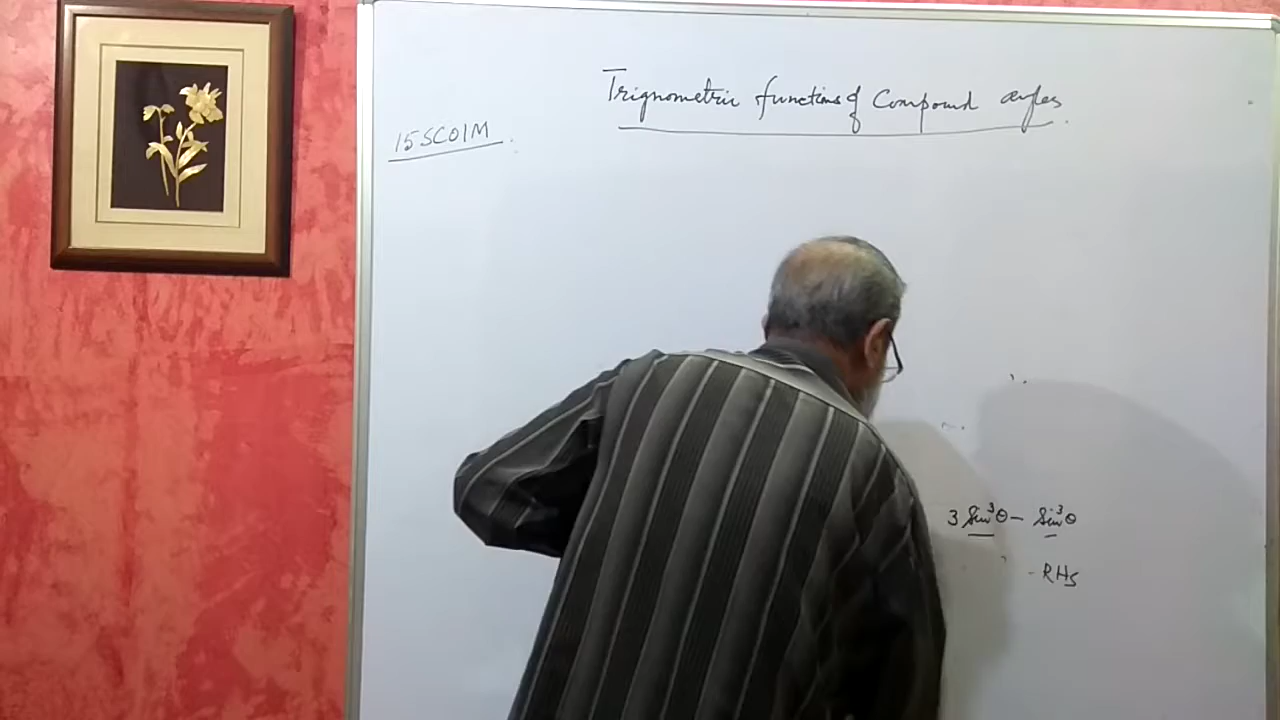 Trignometric functions of Compound angles.
15SC01M.
3 Sin³θ - Sin³θ
- RHS